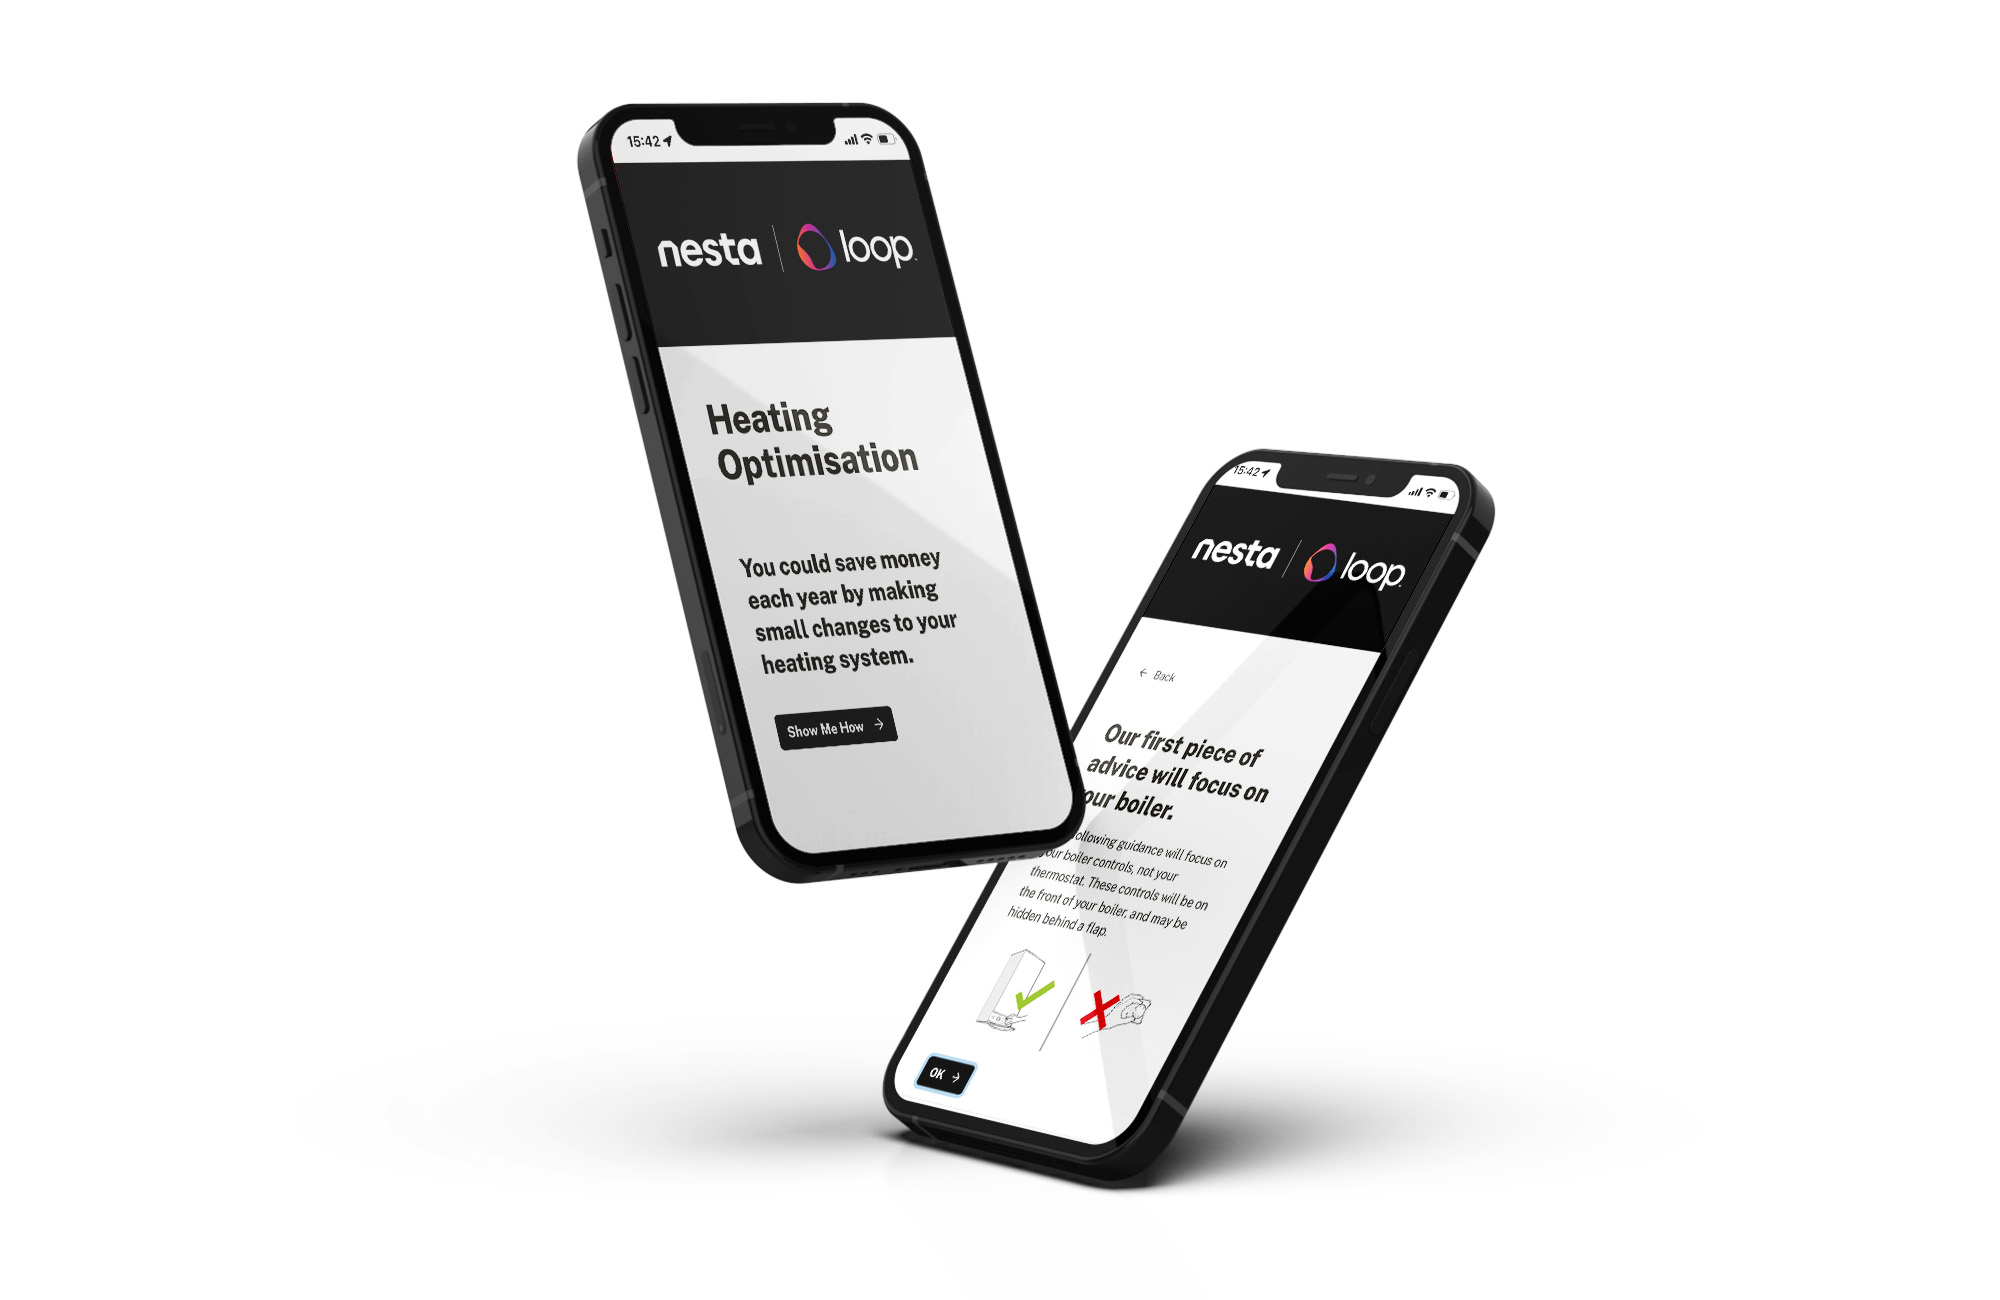 15:42
nesta loop.
Heating
Optimisation
You could save money
each year by making
small changes to your
heating system.
Show Me How →
15:42
nesta loop.
← Back
Our first piece of
advice will focus on
our boiler.
ollowing guidance will focus on
our boiler controls, not your
thermostat. These controls will be on
the front of your boiler, and may be
hidden behind a flap.
OK →